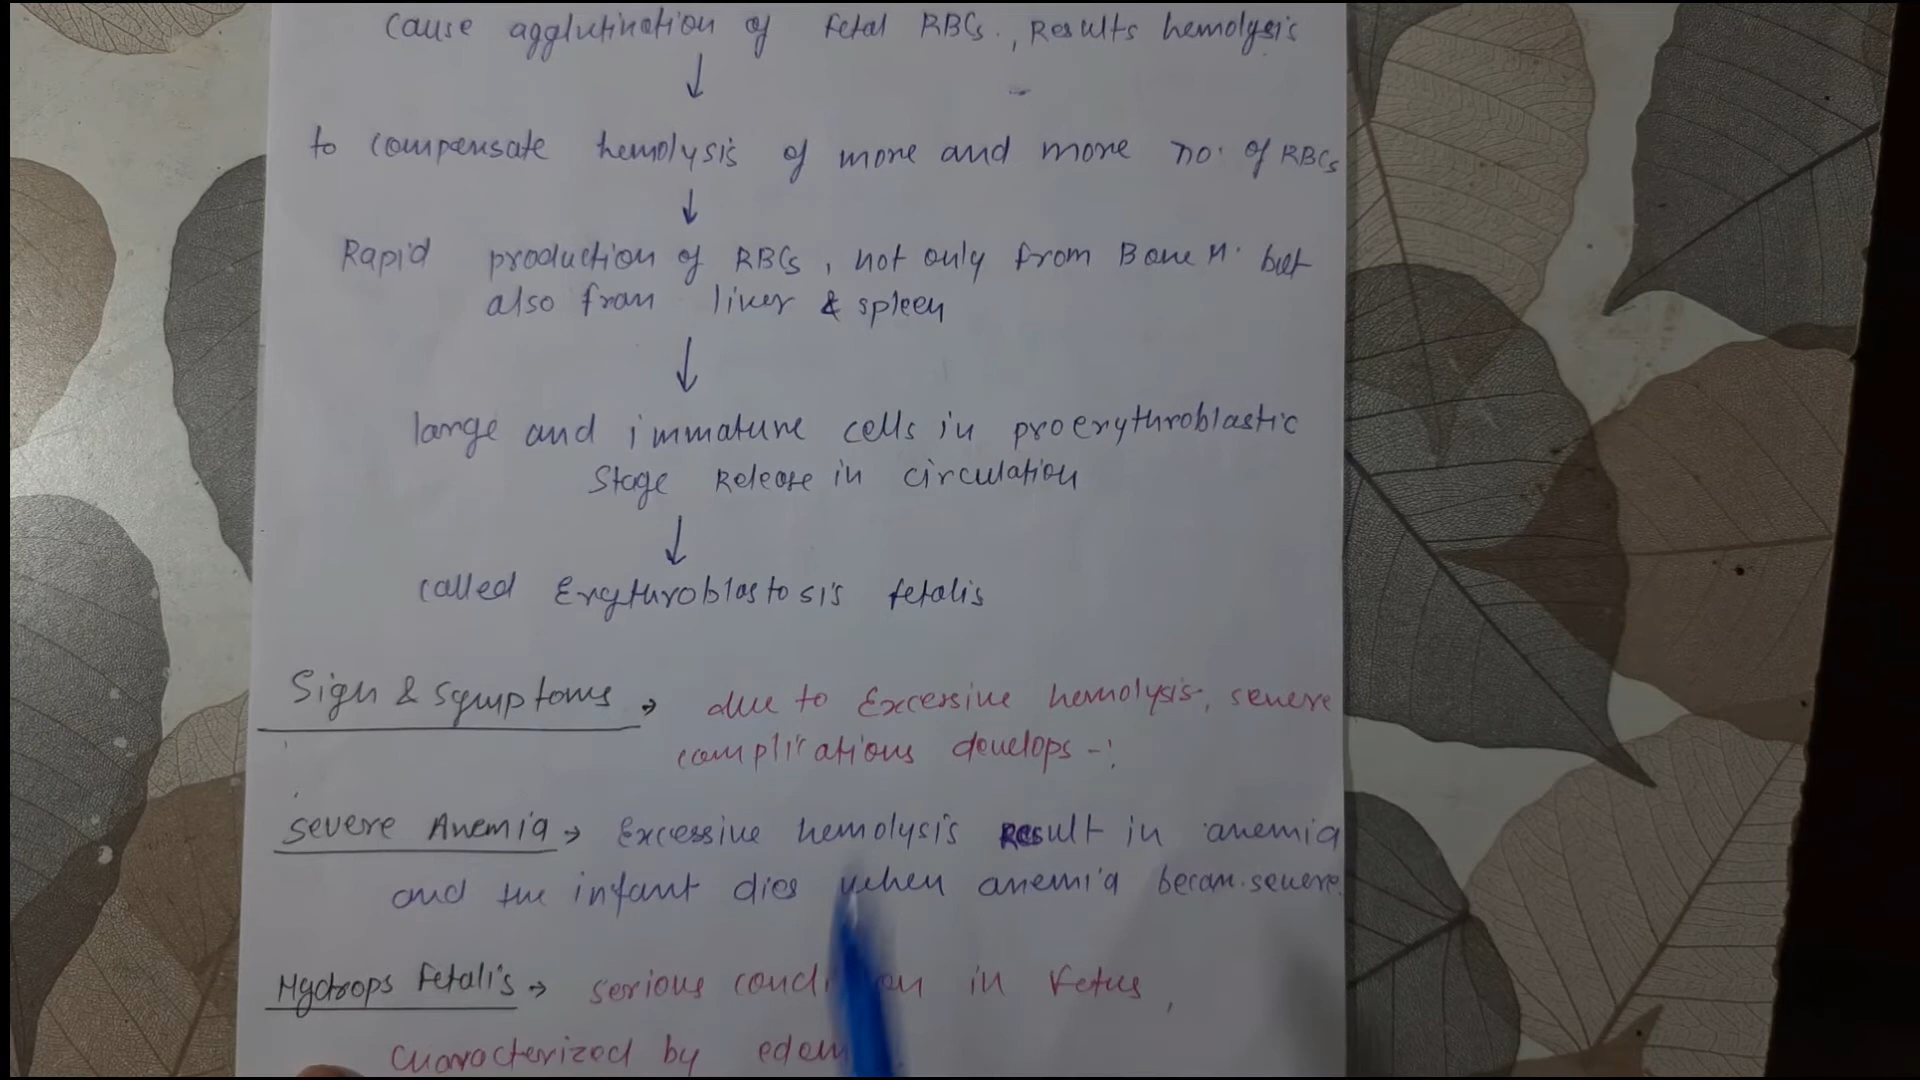 Cause agglutination of fetal RBCs., Results hemolysis
↓
to compensate hemolysis of more and more no. of RBCs
↓
Rapid production of RBCs, not only from Bone M. but
also from liver & spleen
↓
large and immature cells in proerythroblastic
Stage Release in circulation
↓
called Erythroblastosis fetalis
Sign & Symptoms → due to Excessive hemolysis, severe
complications develops -:
Severe Anemia → Excessive hemolysis Result in anemia
and the infant dies when anemia becam. severe.
Hydrops fetalis → serious condition in Fetus,
Characterized by edem